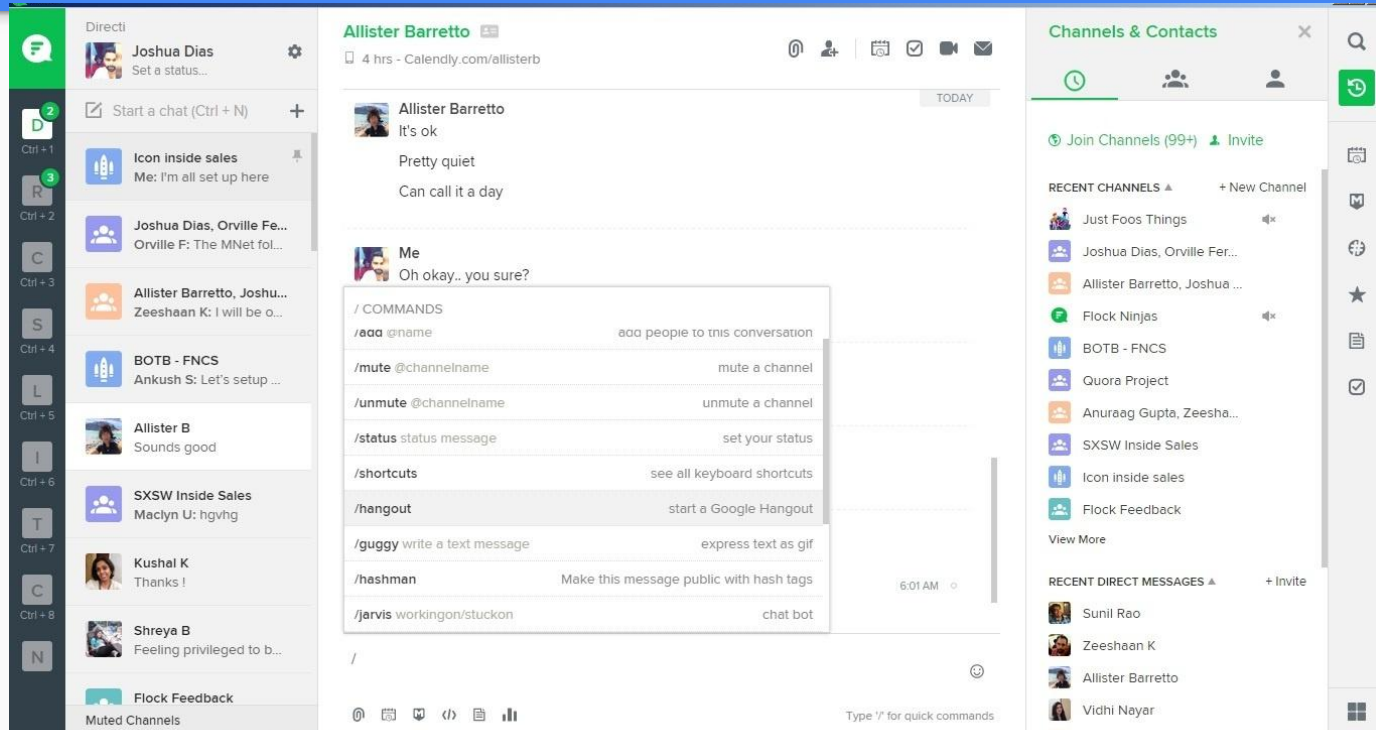 D
2
Ctrl + 1
R
3
Ctrl + 2
C
Ctrl + 3
S
Ctrl + 4
L
Ctrl + 5
I
Ctrl + 6
T
Ctrl + 7
C
Ctrl + 8
N
Directi
Joshua Dias
Set a status...
Start a chat (Ctrl + N) +
Icon inside sales
Me: I'm all set up here
Joshua Dias, Orville Fe...
Orville F: The MNet fol...
Allister Barretto, Joshu...
Zeeshaan K: I will be o...
BOTB - FNCS
Ankush S: Let's setup ...
Allister B
Sounds good
SXSW Inside Sales
Maclyn U: hgvhg
Kushal K
Thanks !
Shreya B
Feeling privileged to b...
Flock Feedback
Muted Channels
Allister Barretto
4 hrs - Calendly.com/allisterb
TODAY
Allister Barretto
It's ok
Pretty quiet
Can call it a day
Me
Oh okay.. you sure?
/ COMMANDS
/add @name add people to this conversation
/mute @channelname mute a channel
/unmute @channelname unmute a channel
/status status message set your status
/shortcuts see all keyboard shortcuts
/hangout start a Google Hangout
/guggy write a text message express text as gif
/hashman Make this message public with hash tags
/jarvis workingon/stuckon chat bot
6:01 AM
/
Type '/' for quick commands
Channels & Contacts
Join Channels (99+) Invite
RECENT CHANNELS + New Channel
Just Foos Things
Joshua Dias, Orville Fer...
Allister Barretto, Joshua ...
Flock Ninjas
BOTB - FNCS
Quora Project
Anuraag Gupta, Zeesha...
SXSW Inside Sales
Icon inside sales
Flock Feedback
View More
RECENT DIRECT MESSAGES + Invite
Sunil Rao
Zeeshaan K
Allister Barretto
Vidhi Nayar